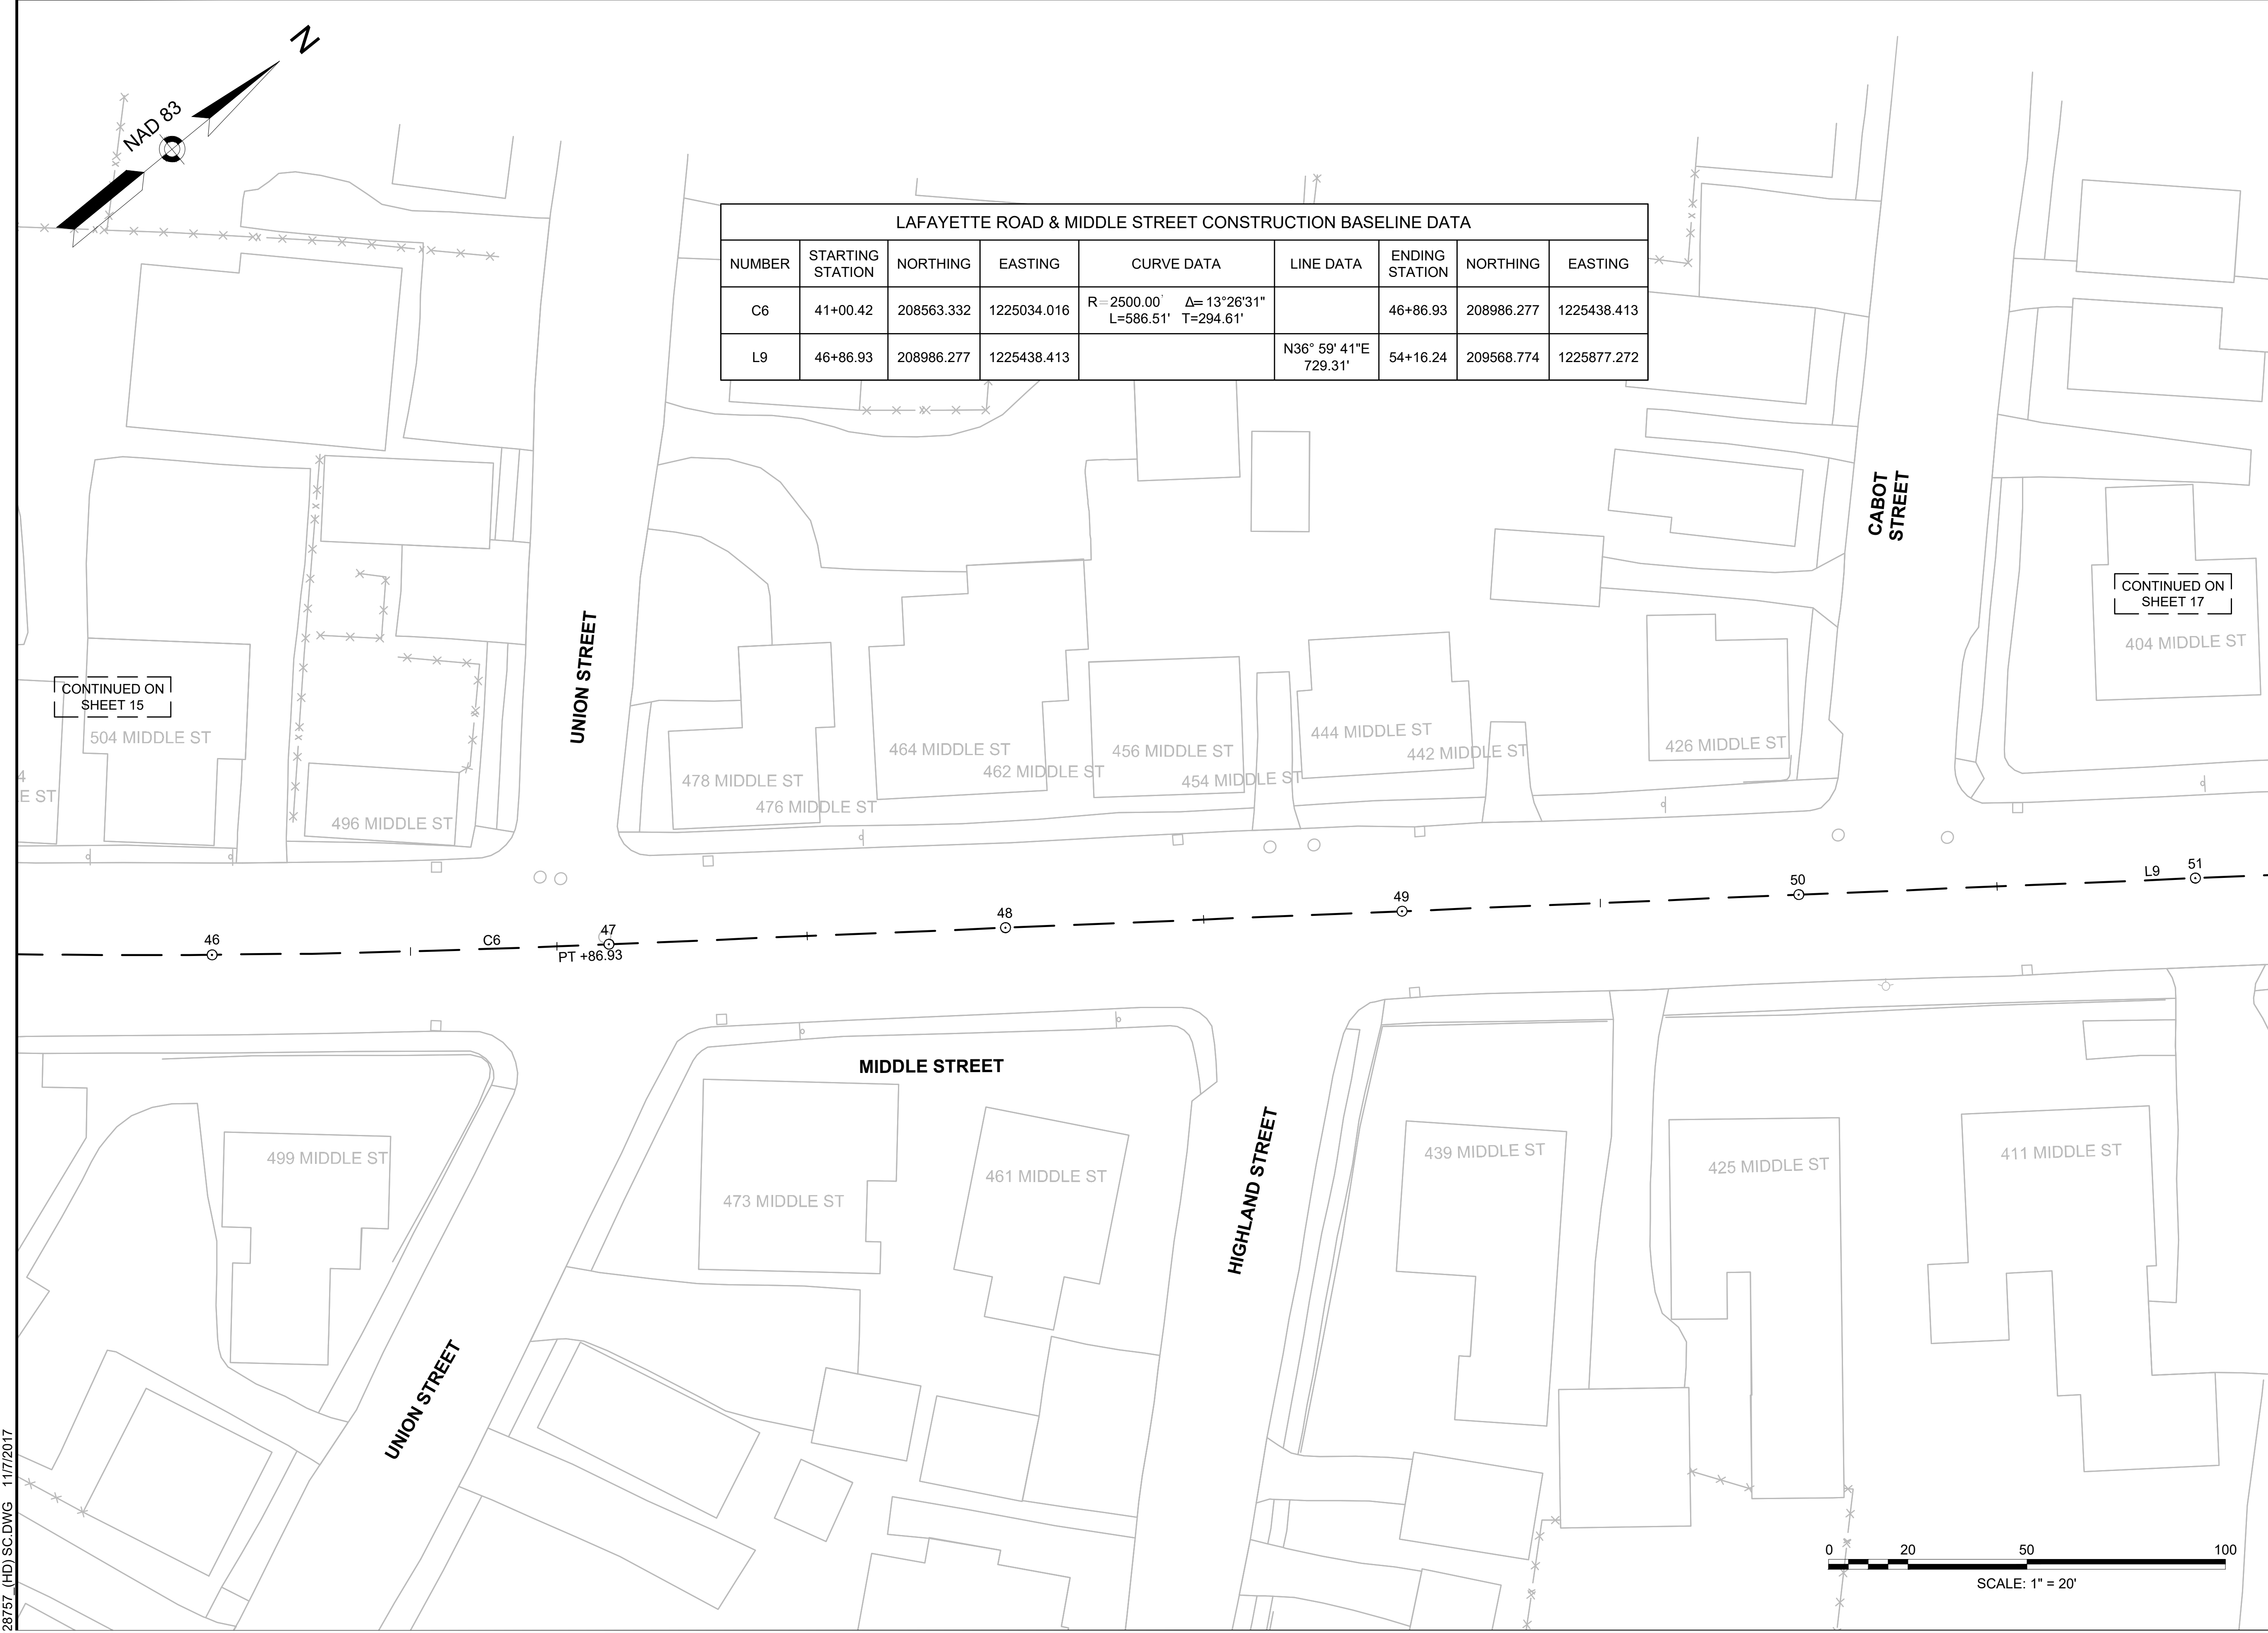 N
NAD 83
LAFAYETTE ROAD & MIDDLE STREET CONSTRUCTION BASELINE DATA
NUMBER STARTING STATION NORTHING EASTING CURVE DATA LINE DATA ENDING STATION NORTHING EASTING
C6 41+00.42 208563.332 1225034.016 R=2500.00' Δ=13°26'31" L=586.51' T=294.61' 46+86.93 208986.277 1225438.413
L9 46+86.93 208986.277 1225438.413 N36° 59' 41"E 729.31' 54+16.24 209568.774 1225877.272
CABOT
STREET
CONTINUED ON
SHEET 17
404 MIDDLE ST
UNION STREET
CONTINUED ON
SHEET 15
504 MIDDLE ST
4
E ST
496 MIDDLE ST
478 MIDDLE ST
476 MIDDLE ST
464 MIDDLE ST
462 MIDDLE ST
456 MIDDLE ST
454 MIDDLE ST
444 MIDDLE ST
442 MIDDLE ST
426 MIDDLE ST
46
C6
47
PT +86.93
48
49
50
L9
51
MIDDLE STREET
499 MIDDLE ST
473 MIDDLE ST
461 MIDDLE ST
HIGHLAND STREET
439 MIDDLE ST
425 MIDDLE ST
411 MIDDLE ST
UNION STREET
0 20 50 100
SCALE: 1" = 20'
28757_(HD) SC.DWG 11/7/2017